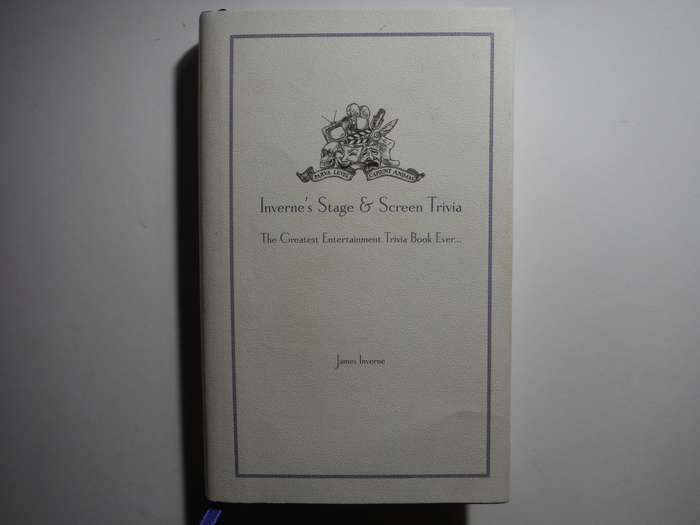 PARVA LEVES
CAPIUNT ANIMAS
Inverne's Stage & Screen Trivia
The Greatest Entertainment Trivia Book Ever...
James Inverne